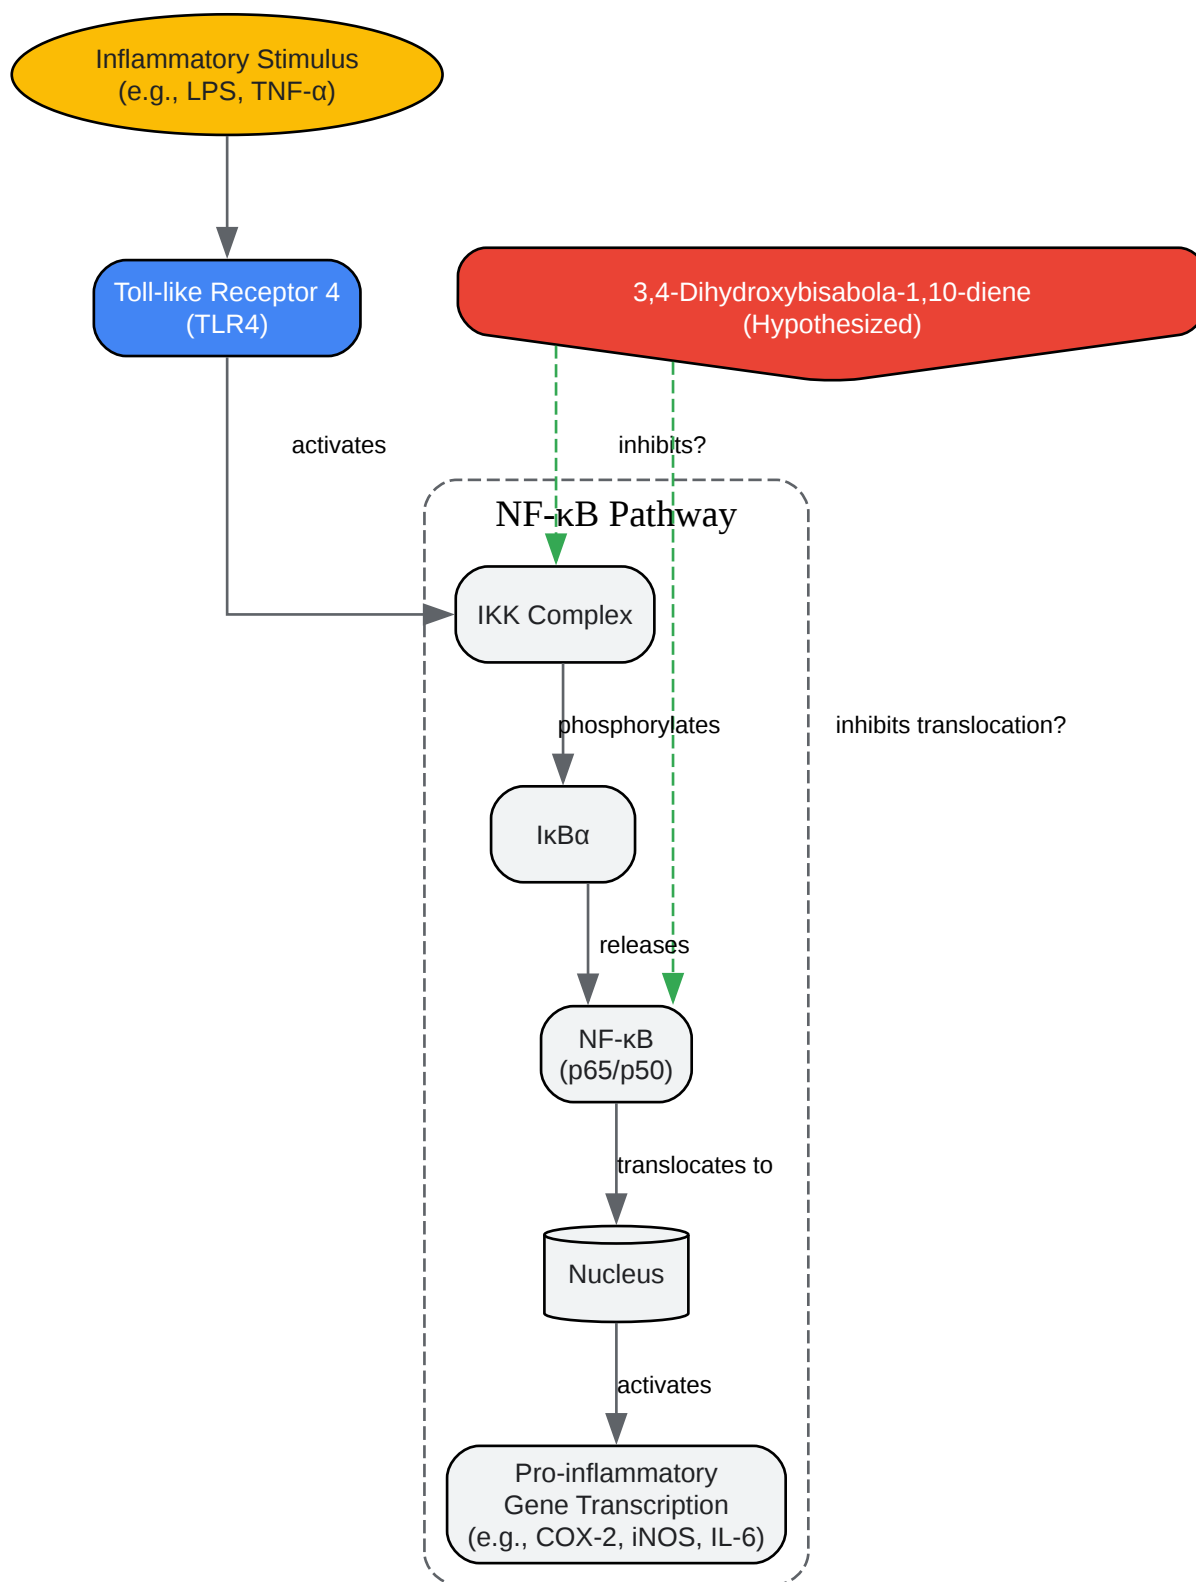 Inflammatory Stimulus
(e.g., LPS, TNF-α)
Toll-like Receptor 4
(TLR4)
3,4-Dihydroxybisabola-1,10-diene
(Hypothesized)
activates
inhibits?
NF-κB Pathway
IKK Complex
phosphorylates
inhibits translocation?
IκBα
releases
NF-κB
(p65/p50)
translocates to
Nucleus
activates
Pro-inflammatory
Gene Transcription
(e.g., COX-2, iNOS, IL-6)